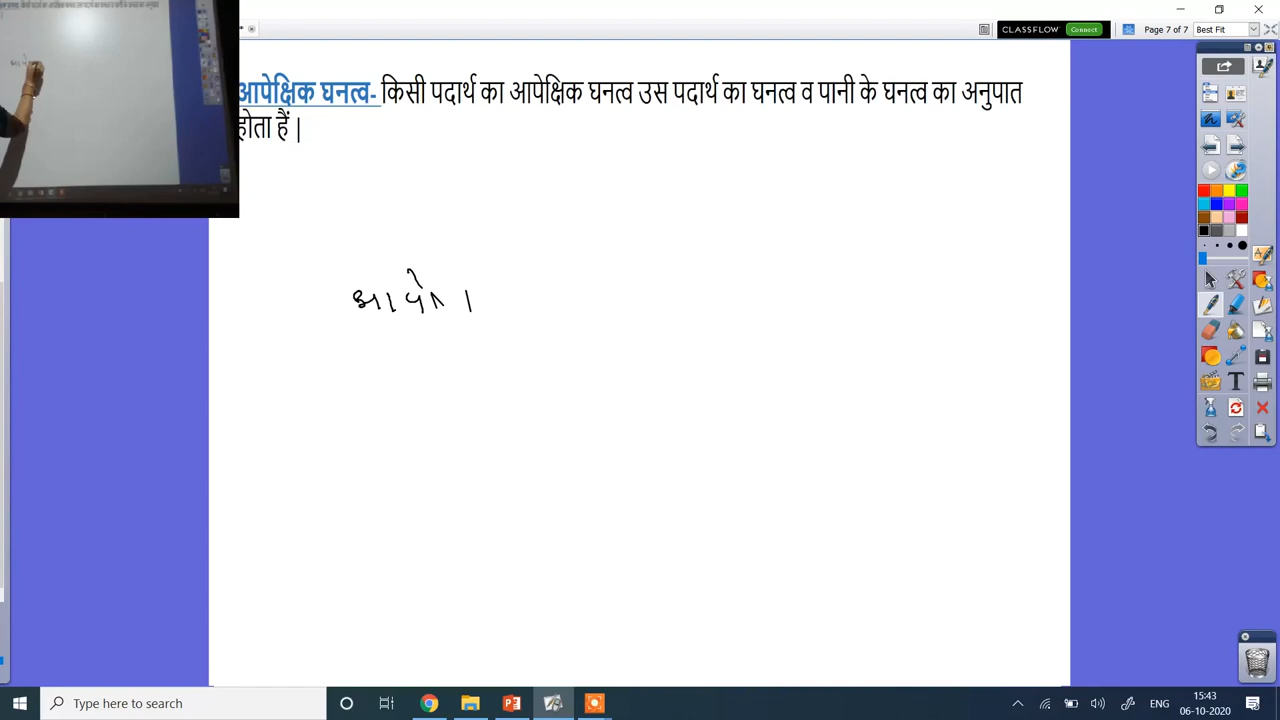 CLASSFLOW Connect Page 7 of 7 Best Fit
आपेक्षिक घनत्व- किसी पदार्थ का आपेक्षिक घनत्व उस पदार्थ का घनत्व व पानी के घनत्व का अनुपात
होता हैं |
Type here to search
ENG
15:43
06-10-2020